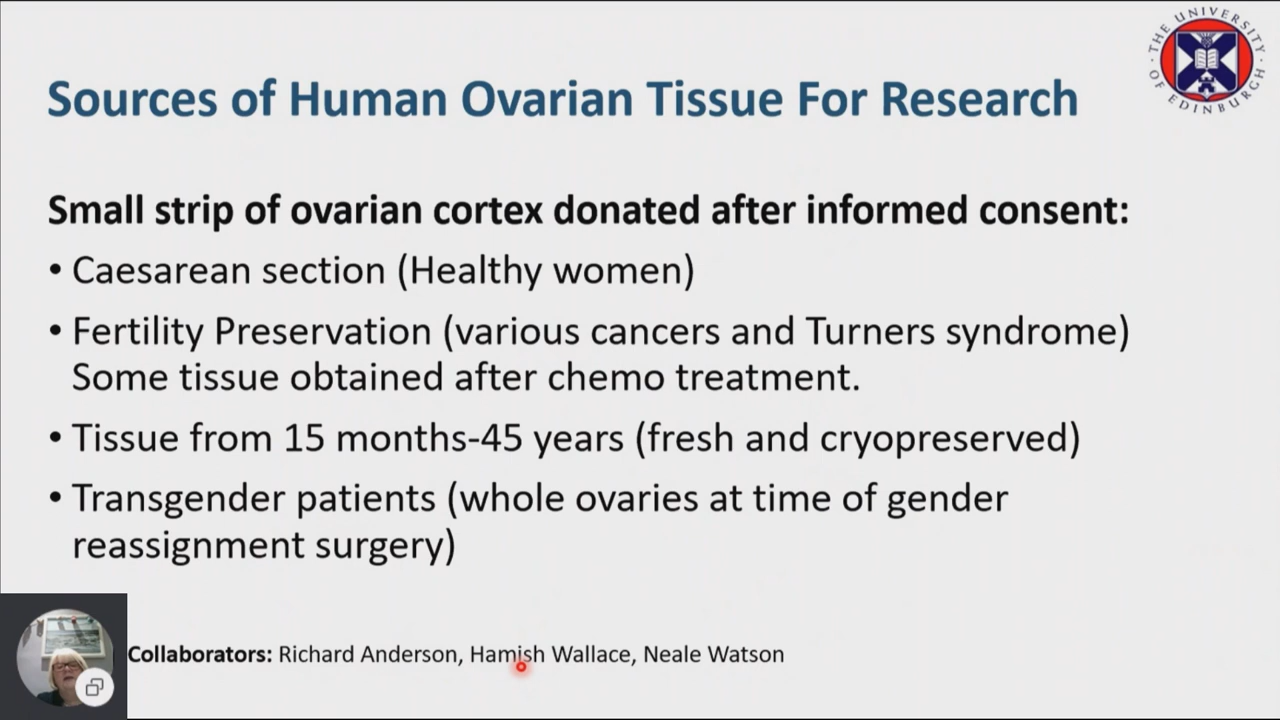 THE UNIVERSITY OF EDINBURGH
Sources of Human Ovarian Tissue For Research
Small strip of ovarian cortex donated after informed consent:
• Caesarean section (Healthy women)
• Fertility Preservation (various cancers and Turners syndrome)
Some tissue obtained after chemo treatment.
• Tissue from 15 months-45 years (fresh and cryopreserved)
• Transgender patients (whole ovaries at time of gender
reassignment surgery)
Collaborators: Richard Anderson, Hamish Wallace, Neale Watson